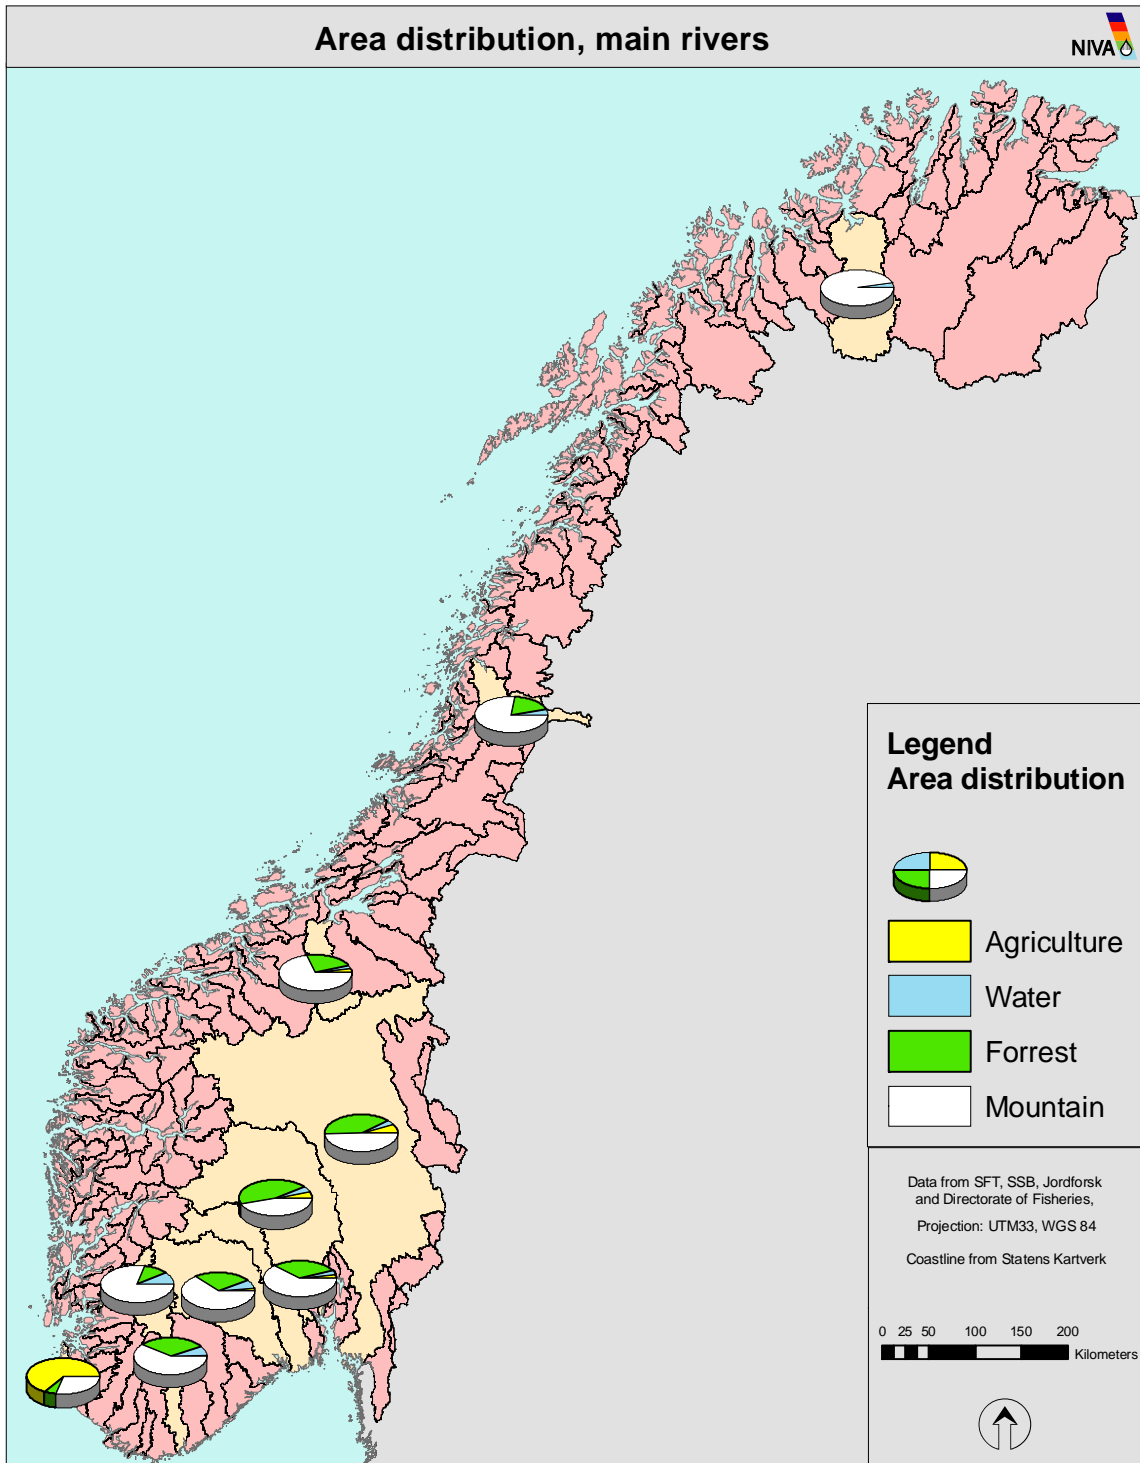 Area distribution, main rivers
NIVA
Legend
Area distribution
Agriculture
Water
Forrest
Mountain
Data from SFT, SSB, Jordforsk
and Directorate of Fisheries,
Projection: UTM33, WGS 84
Coastline from Statens Kartverk
0 25 50 100 150 200
Kilometers